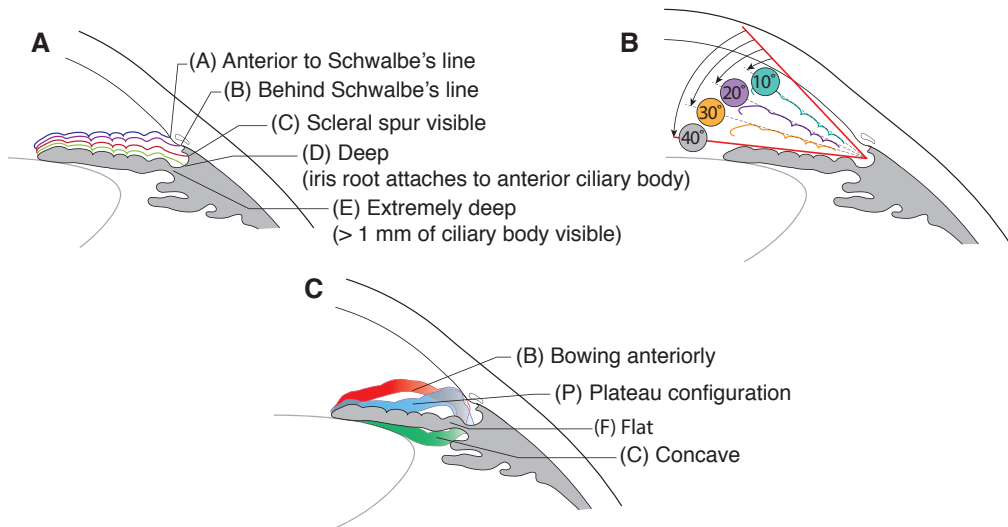 A
(A) Anterior to Schwalbe's line
(B) Behind Schwalbe's line
(C) Scleral spur visible
(D) Deep
(iris root attaches to anterior ciliary body)
(E) Extremely deep
(> 1 mm of ciliary body visible)
B
10°
20°
30°
40°
C
(B) Bowing anteriorly
(P) Plateau configuration
(F) Flat
(C) Concave